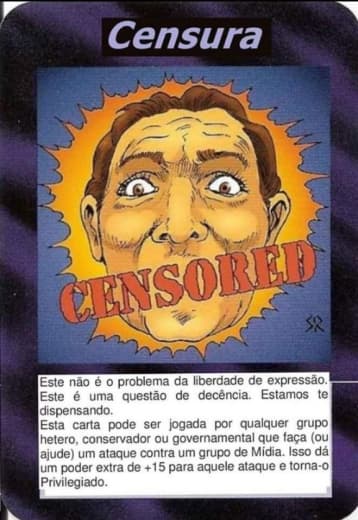 Censura
CENSORED
SR
Este não é o problema da liberdade de expressão.
Este é uma questão de decência. Estamos te
dispensando.
Esta carta pode ser jogada por qualquer grupo
hetero, conservador ou governamental que faça (ou
ajude) um ataque contra um grupo de Mídia. Isso dá
um poder extra de +15 para aquele ataque e torna-o
Privilegiado.